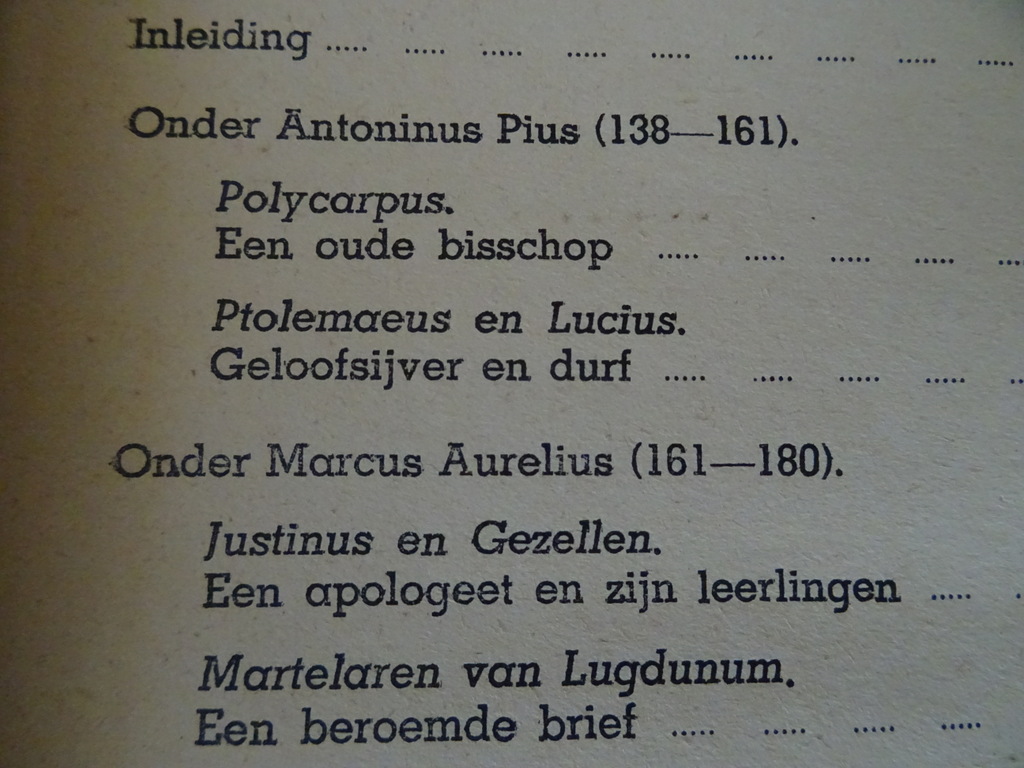 Inleiding ..... ..... ..... ..... ..... ..... ..... ..... .....
Onder Antoninus Pius (138—161).
Polycarpus.
Een oude bisschop ..... ..... ..... ..... ....
Ptolemaeus en Lucius.
Geloofsijver en durf ..... ..... ..... ..... ..
Onder Marcus Aurelius (161—180).
Justinus en Gezellen.
Een apologeet en zijn leerlingen ..... .
Martelaren van Lugdunum.
Een beroemde brief ..... ..... ..... .....